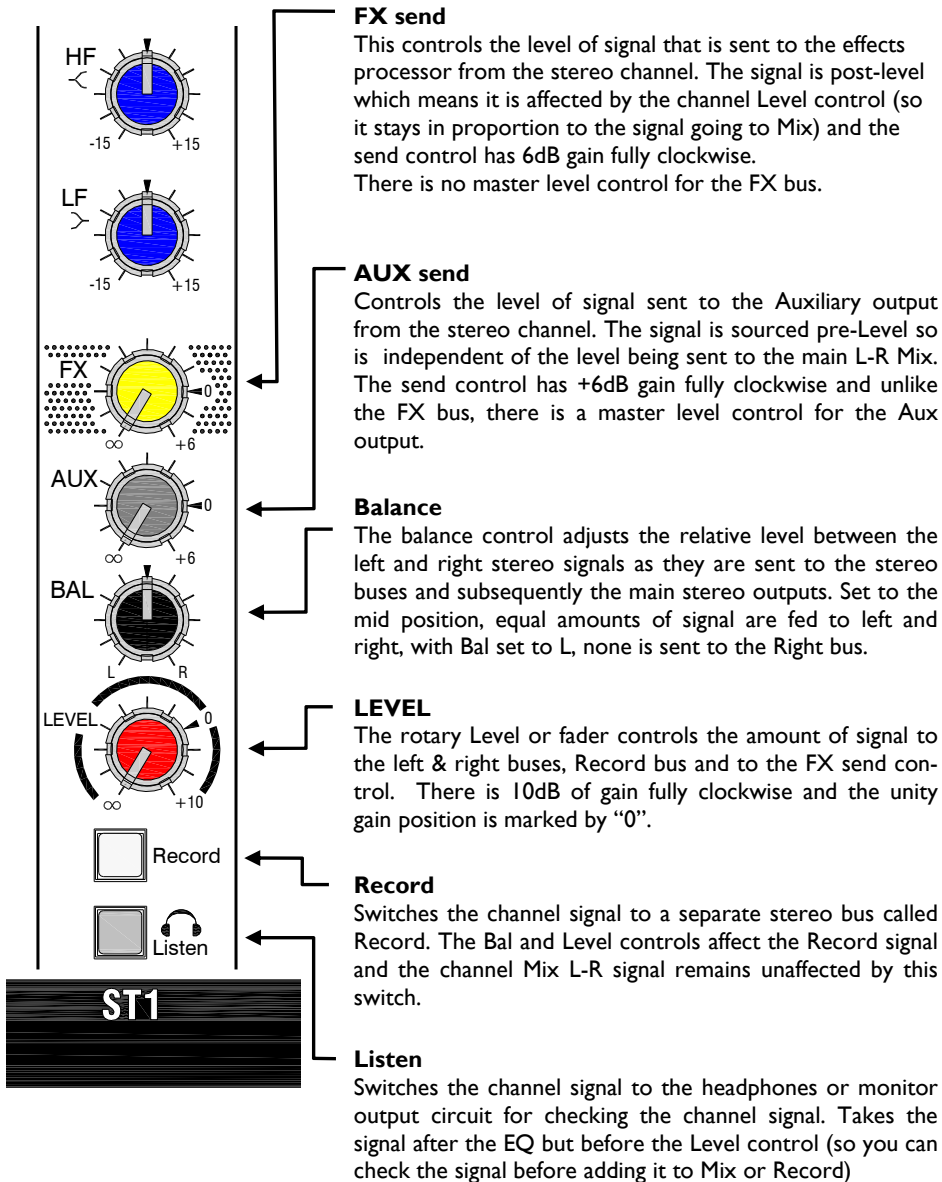 FX send
This controls the level of signal that is sent to the effects
processor from the stereo channel. The signal is post-level
which means it is affected by the channel Level control (so
it stays in proportion to the signal going to Mix) and the
send control has 6dB gain fully clockwise.
There is no master level control for the FX bus.
HF
-15
+15
LF
-15
+15
AUX send
Controls the level of signal sent to the Auxiliary output
from the stereo channel. The signal is sourced pre-Level so
is independent of the level being sent to the main L-R Mix.
The send control has +6dB gain fully clockwise and unlike
the FX bus, there is a master level control for the Aux
output.
FX
0
∞
+6
AUX
0
∞
+6
Balance
The balance control adjusts the relative level between the
left and right stereo signals as they are sent to the stereo
buses and subsequently the main stereo outputs. Set to the
mid position, equal amounts of signal are fed to left and
right, with Bal set to L, none is sent to the Right bus.
BAL
L
R
LEVEL
The rotary Level or fader controls the amount of signal to
the left & right buses, Record bus and to the FX send con-
trol. There is 10dB of gain fully clockwise and the unity
gain position is marked by “0”.
LEVEL
0
∞
+10
Record
Record
Switches the channel signal to a separate stereo bus called
Record. The Bal and Level controls affect the Record signal
and the channel Mix L-R signal remains unaffected by this
switch.
Listen
ST1
Listen
Switches the channel signal to the headphones or monitor
output circuit for checking the channel signal. Takes the
signal after the EQ but before the Level control (so you can
check the signal before adding it to Mix or Record)